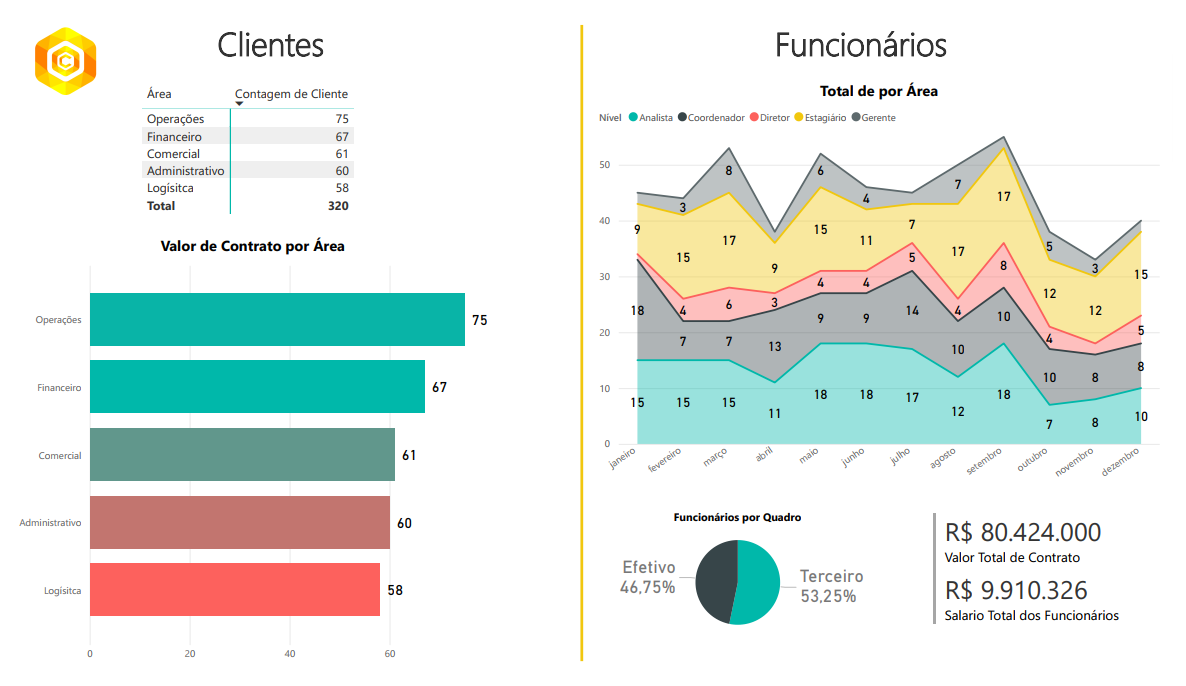 Clientes
Área Contagem de Cliente
Operações 75
Financeiro 67
Comercial 61
Administrativo 60
Logísitca 58
Total 320
Valor de Contrato por Área
Operações 75
Financeiro 67
Comercial 61
Administrativo 60
Logísitca 58
0 20 40 60
Funcionários
Total de por Área
Nível Analista Coordenador Diretor Estagiário Gerente
50
40
30
20
10
0
8 6 4 7
3 5 3
9 15 17 9 15 11 7 17 17 12 12 15
4 6 3 4 4 5 4 8 4 5
18 7 7 13 9 9 14 10 10 10 8 8
15 15 15 11 18 18 17 12 18 7 8 10
janeiro fevereiro março abril maio junho julho agosto setembro outubro novembro dezembro
Funcionários por Quadro
Efetivo
46,75%
Terceiro
53,25%
R$ 80.424.000
Valor Total de Contrato
R$ 9.910.326
Salario Total dos Funcionários